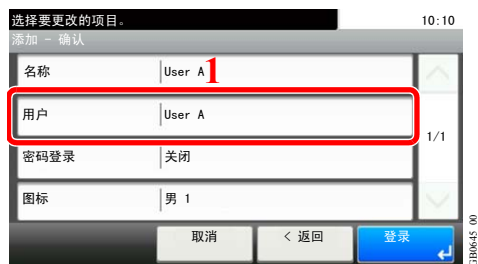 选择要更改的项目。 10:10
添加 - 确认
名称 User A 1
用户 User A
1/1
密码登录 关闭
图标 男 1
取消 < 返回 登录
GB0645_00